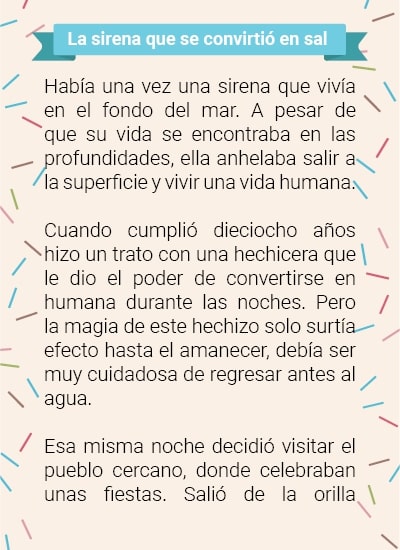 La sirena que se convirtió en sal
Había una vez una sirena que vivía
en el fondo del mar. A pesar de
que su vida se encontraba en las
profundidades, ella anhelaba salir a
la superficie y vivir una vida humana.
Cuando cumplió dieciocho años
hizo un trato con una hechicera que
le dio el poder de convertirse en
humana durante las noches. Pero
la magia de este hechizo solo surtía
efecto hasta el amanecer, debía ser
muy cuidadosa de regresar antes al
agua.
Esa misma noche decidió visitar el
pueblo cercano, donde celebraban
unas fiestas. Salió de la orilla